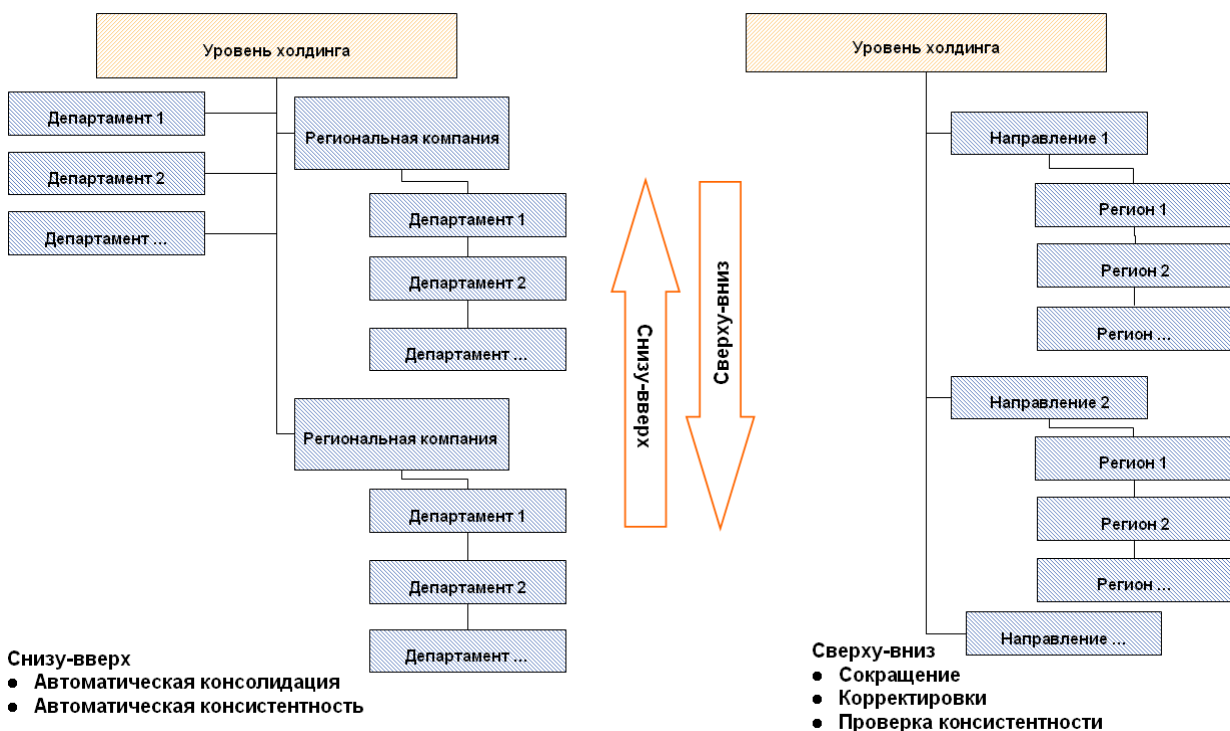 Уровень холдинга
Департамент 1
Департамент 2
Департамент ...
Региональная компания
Департамент 1
Департамент 2
Департамент ...
Региональная компания
Департамент 1
Департамент 2
Департамент ...
Снизу-вверх
● Автоматическая консолидация
● Автоматическая консистентность
Снизу-вверх
Сверху-вниз
Уровень холдинга
Направление 1
Регион 1
Регион 2
Регион ...
Направление 2
Регион 1
Регион 2
Регион ...
Направление ...
Сверху-вниз
● Сокращение
● Корректировки
● Проверка консистентности